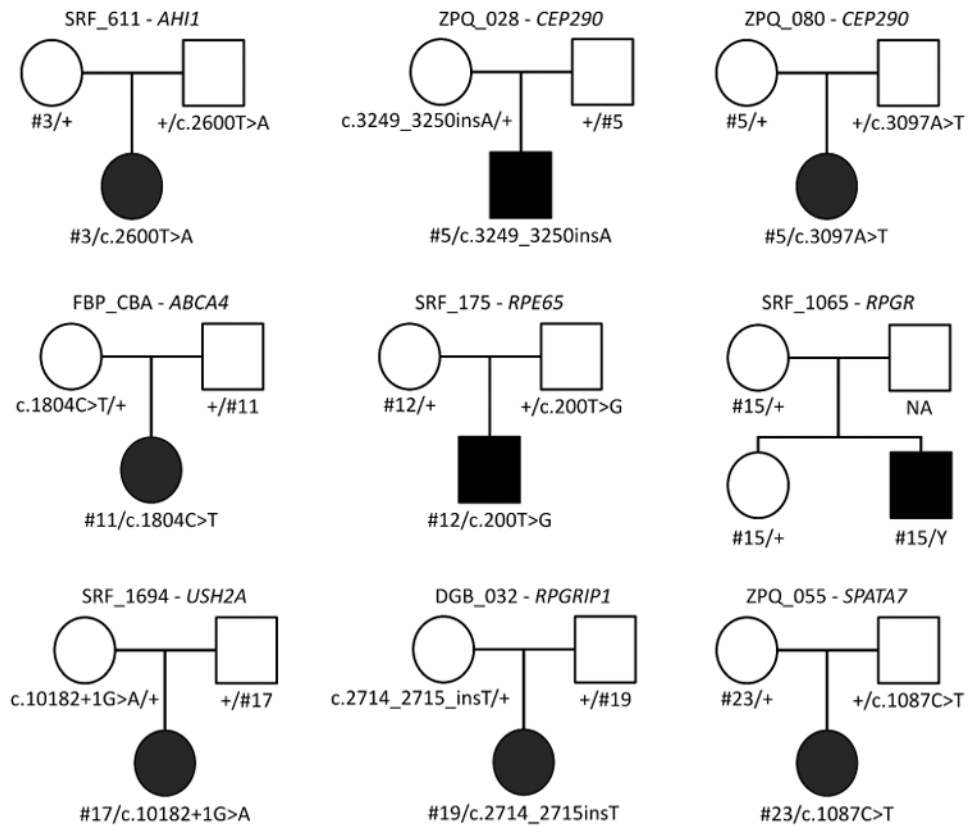 SRF_611 - AHI1
#3/+
+/c.2600T>A
#3/c.2600T>A
ZPQ_028 - CEP290
c.3249_3250insA/+
+/#5
#5/c.3249_3250insA
ZPQ_080 - CEP290
#5/+
+/c.3097A>T
#5/c.3097A>T
FBP_CBA - ABCA4
c.1804C>T/+
+/#11
#11/c.1804C>T
SRF_175 - RPE65
#12/+
+/c.200T>G
#12/c.200T>G
SRF_1065 - RPGR
#15/+
NA
#15/+
#15/Y
SRF_1694 - USH2A
c.10182+1G>A/+
+/#17
#17/c.10182+1G>A
DGB_032 - RPGRIP1
c.2714_2715_insT/+
+/#19
#19/c.2714_2715insT
ZPQ_055 - SPATA7
#23/+
+/c.1087C>T
#23/c.1087C>T